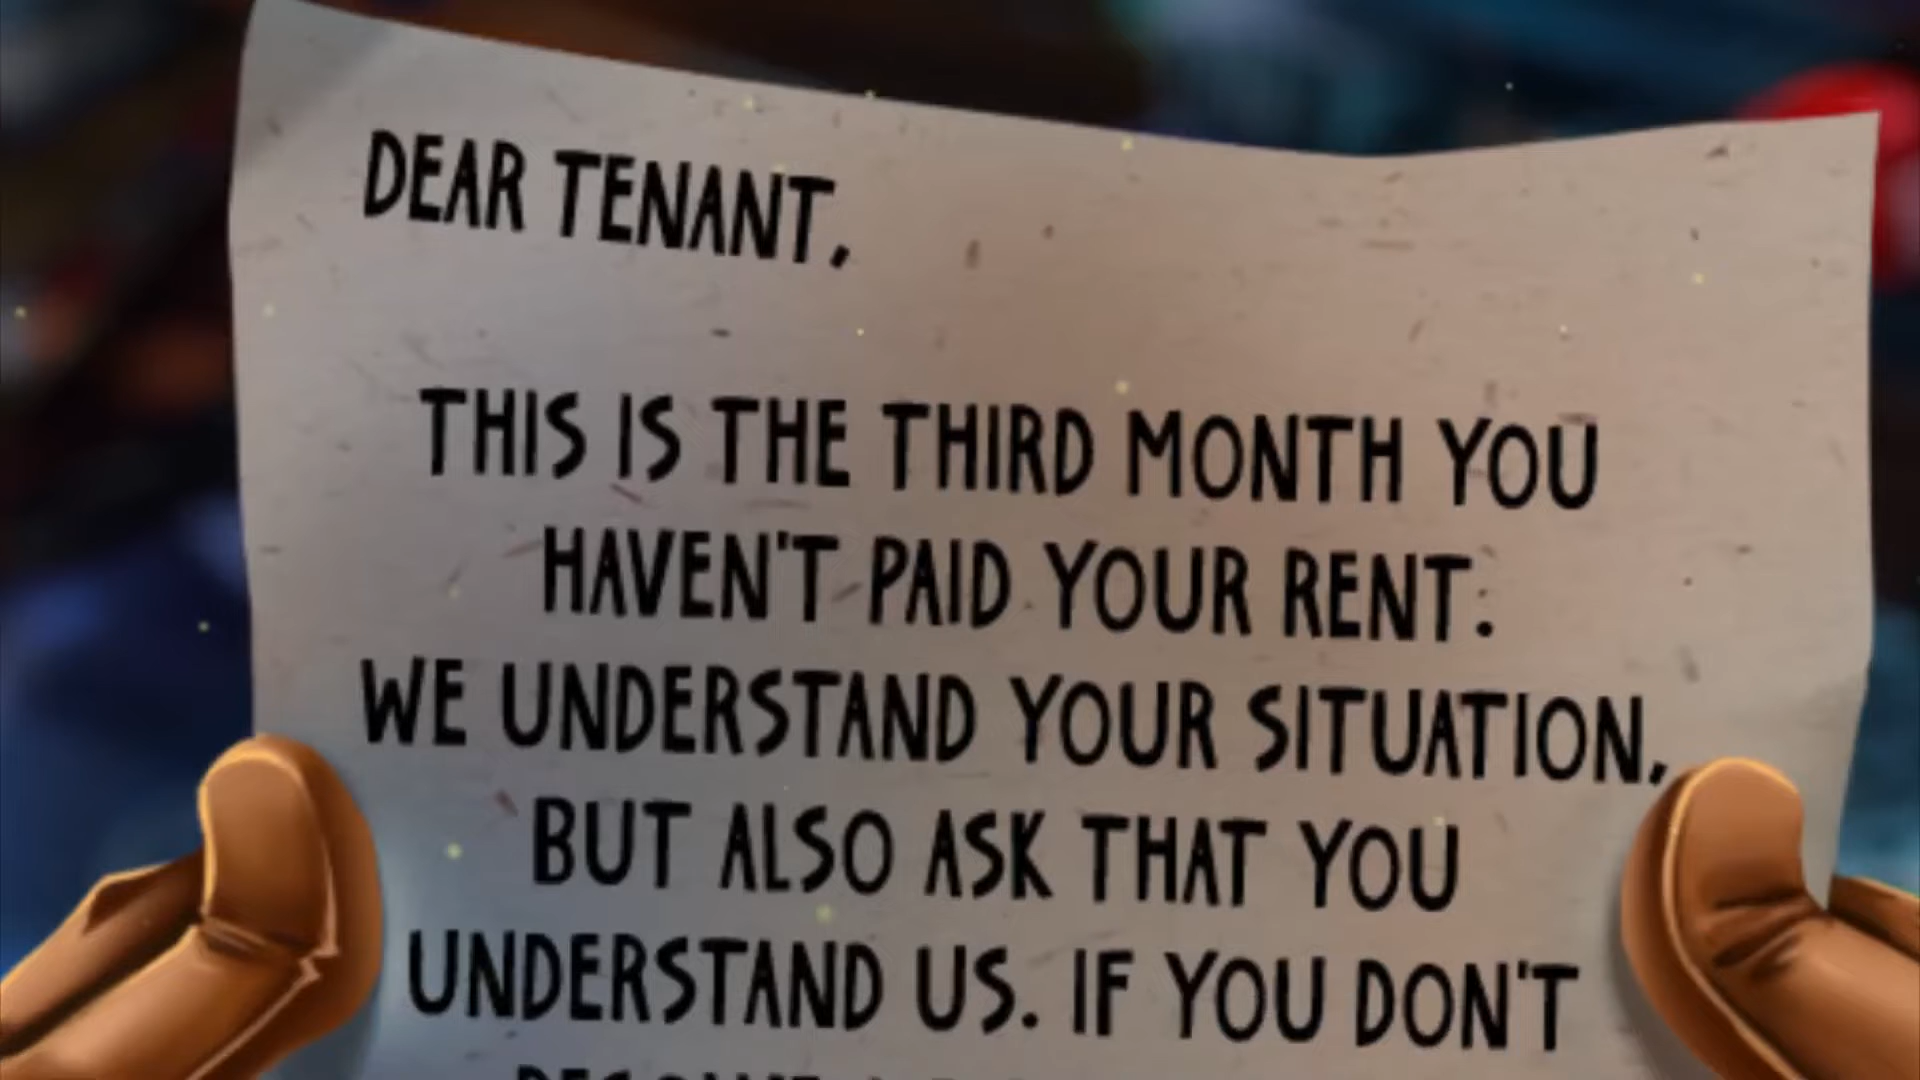 DEAR TENANT,
THIS IS THE THIRD MONTH YOU
HAVEN'T PAID YOUR RENT.
WE UNDERSTAND YOUR SITUATION,
BUT ALSO ASK THAT YOU
UNDERSTAND US. IF YOU DON'T